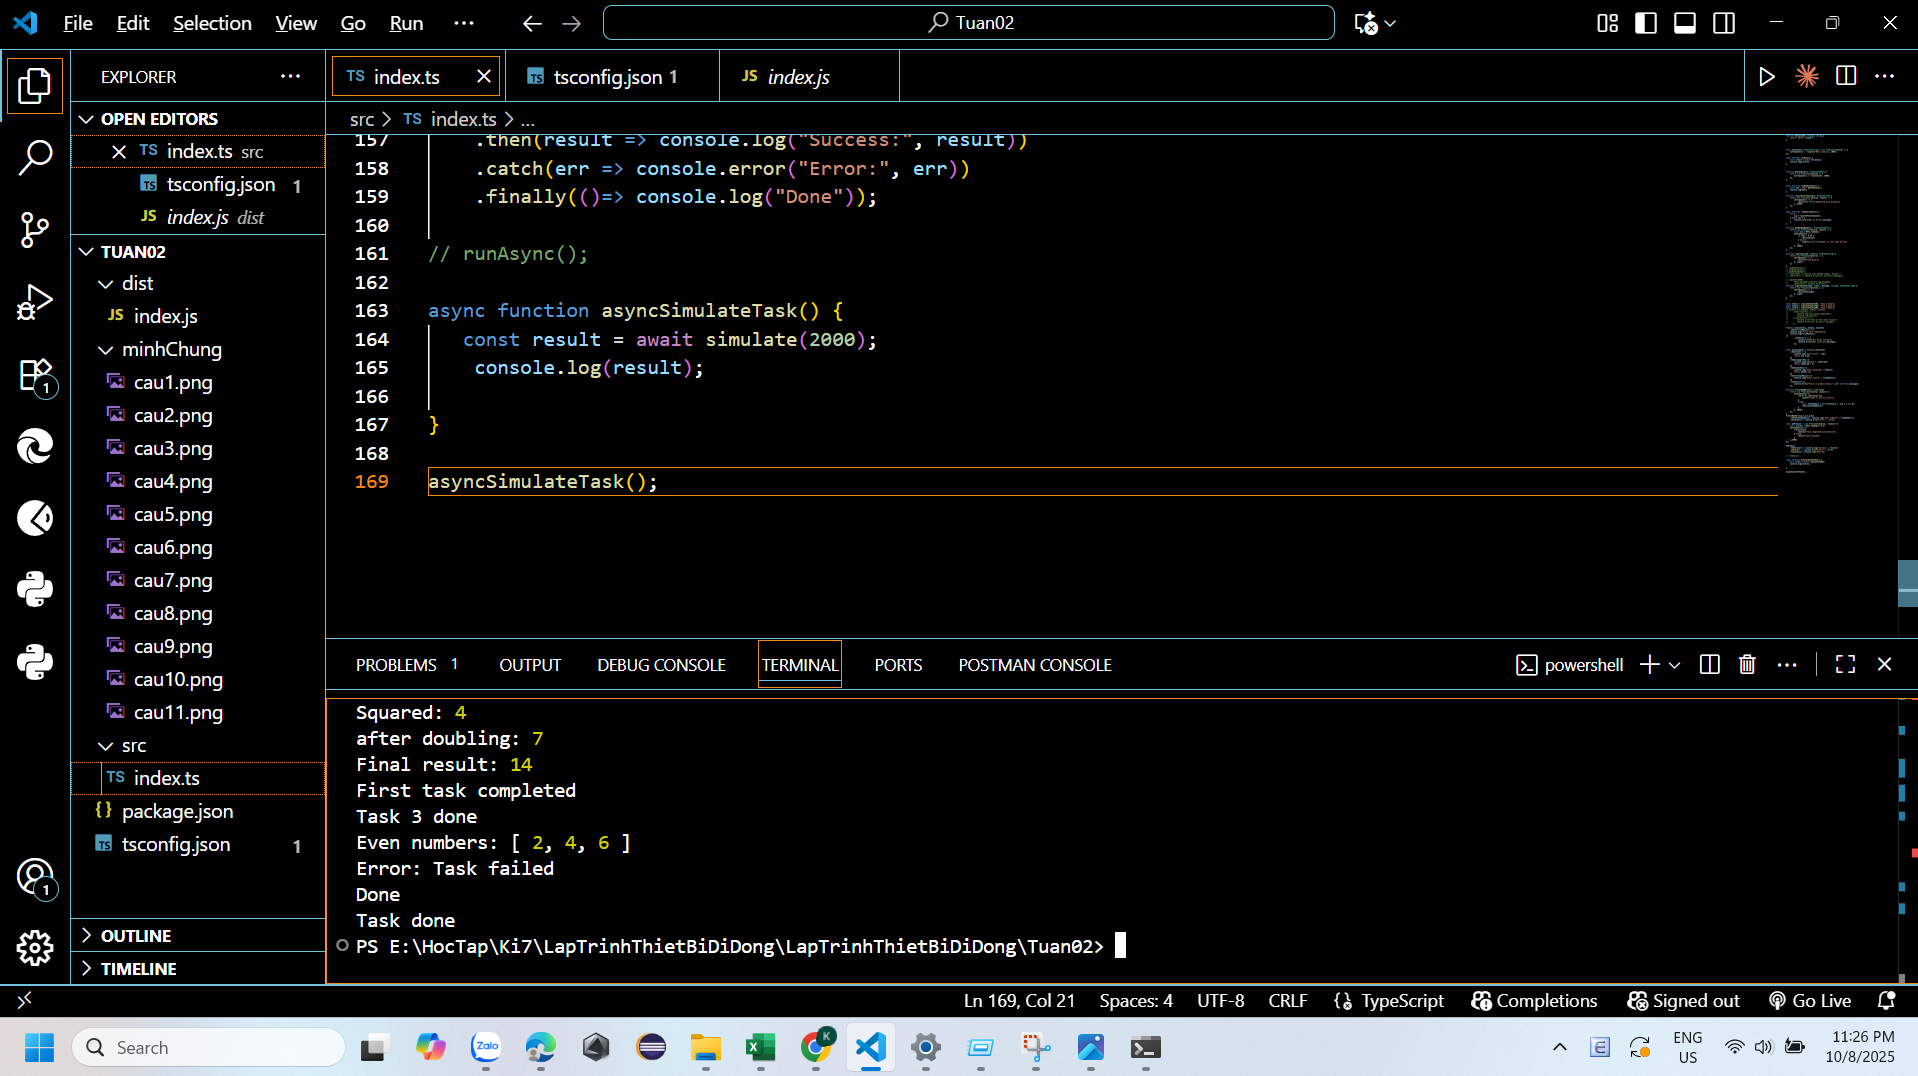 File Edit Selection View Go Run
Tuan02
EXPLORER
OPEN EDITORS
TS index.ts src
tsconfig.json 1
JS index.js dist
TUAN02
dist
JS index.js
minhChung
cau1.png
cau2.png
cau3.png
cau4.png
cau5.png
cau6.png
cau7.png
cau8.png
cau9.png
cau10.png
cau11.png
src
TS index.ts
{} package.json
tsconfig.json 1
OUTLINE
TIMELINE
TS index.ts
tsconfig.json 1
JS index.js
src > TS index.ts > ...
157 .then(result => console.log("Success:", result))
158 .catch(err => console.error("Error:", err))
159 .finally(()=> console.log("Done"));
160
161 // runAsync();
162
163 async function asyncSimulateTask() {
164 const result = await simulate(2000);
165 console.log(result);
166
167 }
168
169 asyncSimulateTask();
PROBLEMS 1 OUTPUT DEBUG CONSOLE TERMINAL PORTS POSTMAN CONSOLE
powershell
Squared: 4
after doubling: 7
Final result: 14
First task completed
Task 3 done
Even numbers: [ 2, 4, 6 ]
Error: Task failed
Done
Task done
PS E:\HocTap\Ki7\LapTrinhThietBiDiDong\LapTrinhThietBiDiDong\Tuan02>
Ln 169, Col 21 Spaces: 4 UTF-8 CRLF TypeScript Completions Signed out Go Live
Search
Zalo
K
ENG
US
11:26 PM
10/8/2025